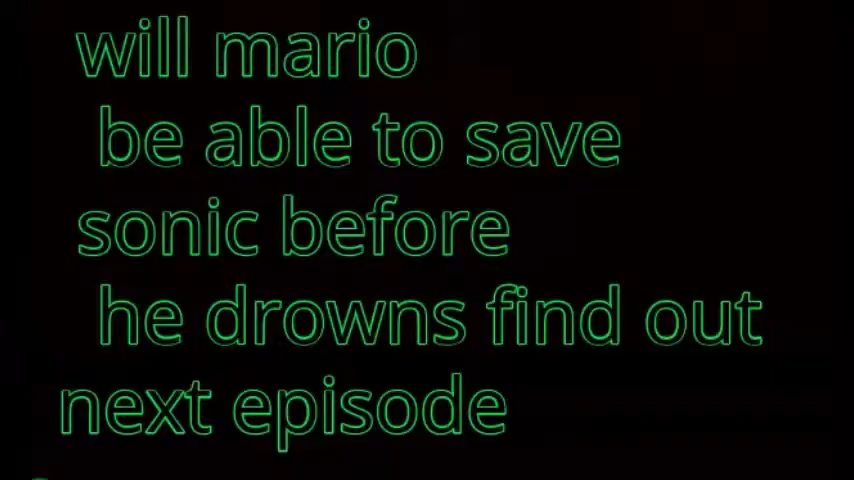 will mario
be able to save
sonic before
he drowns find out
next episode